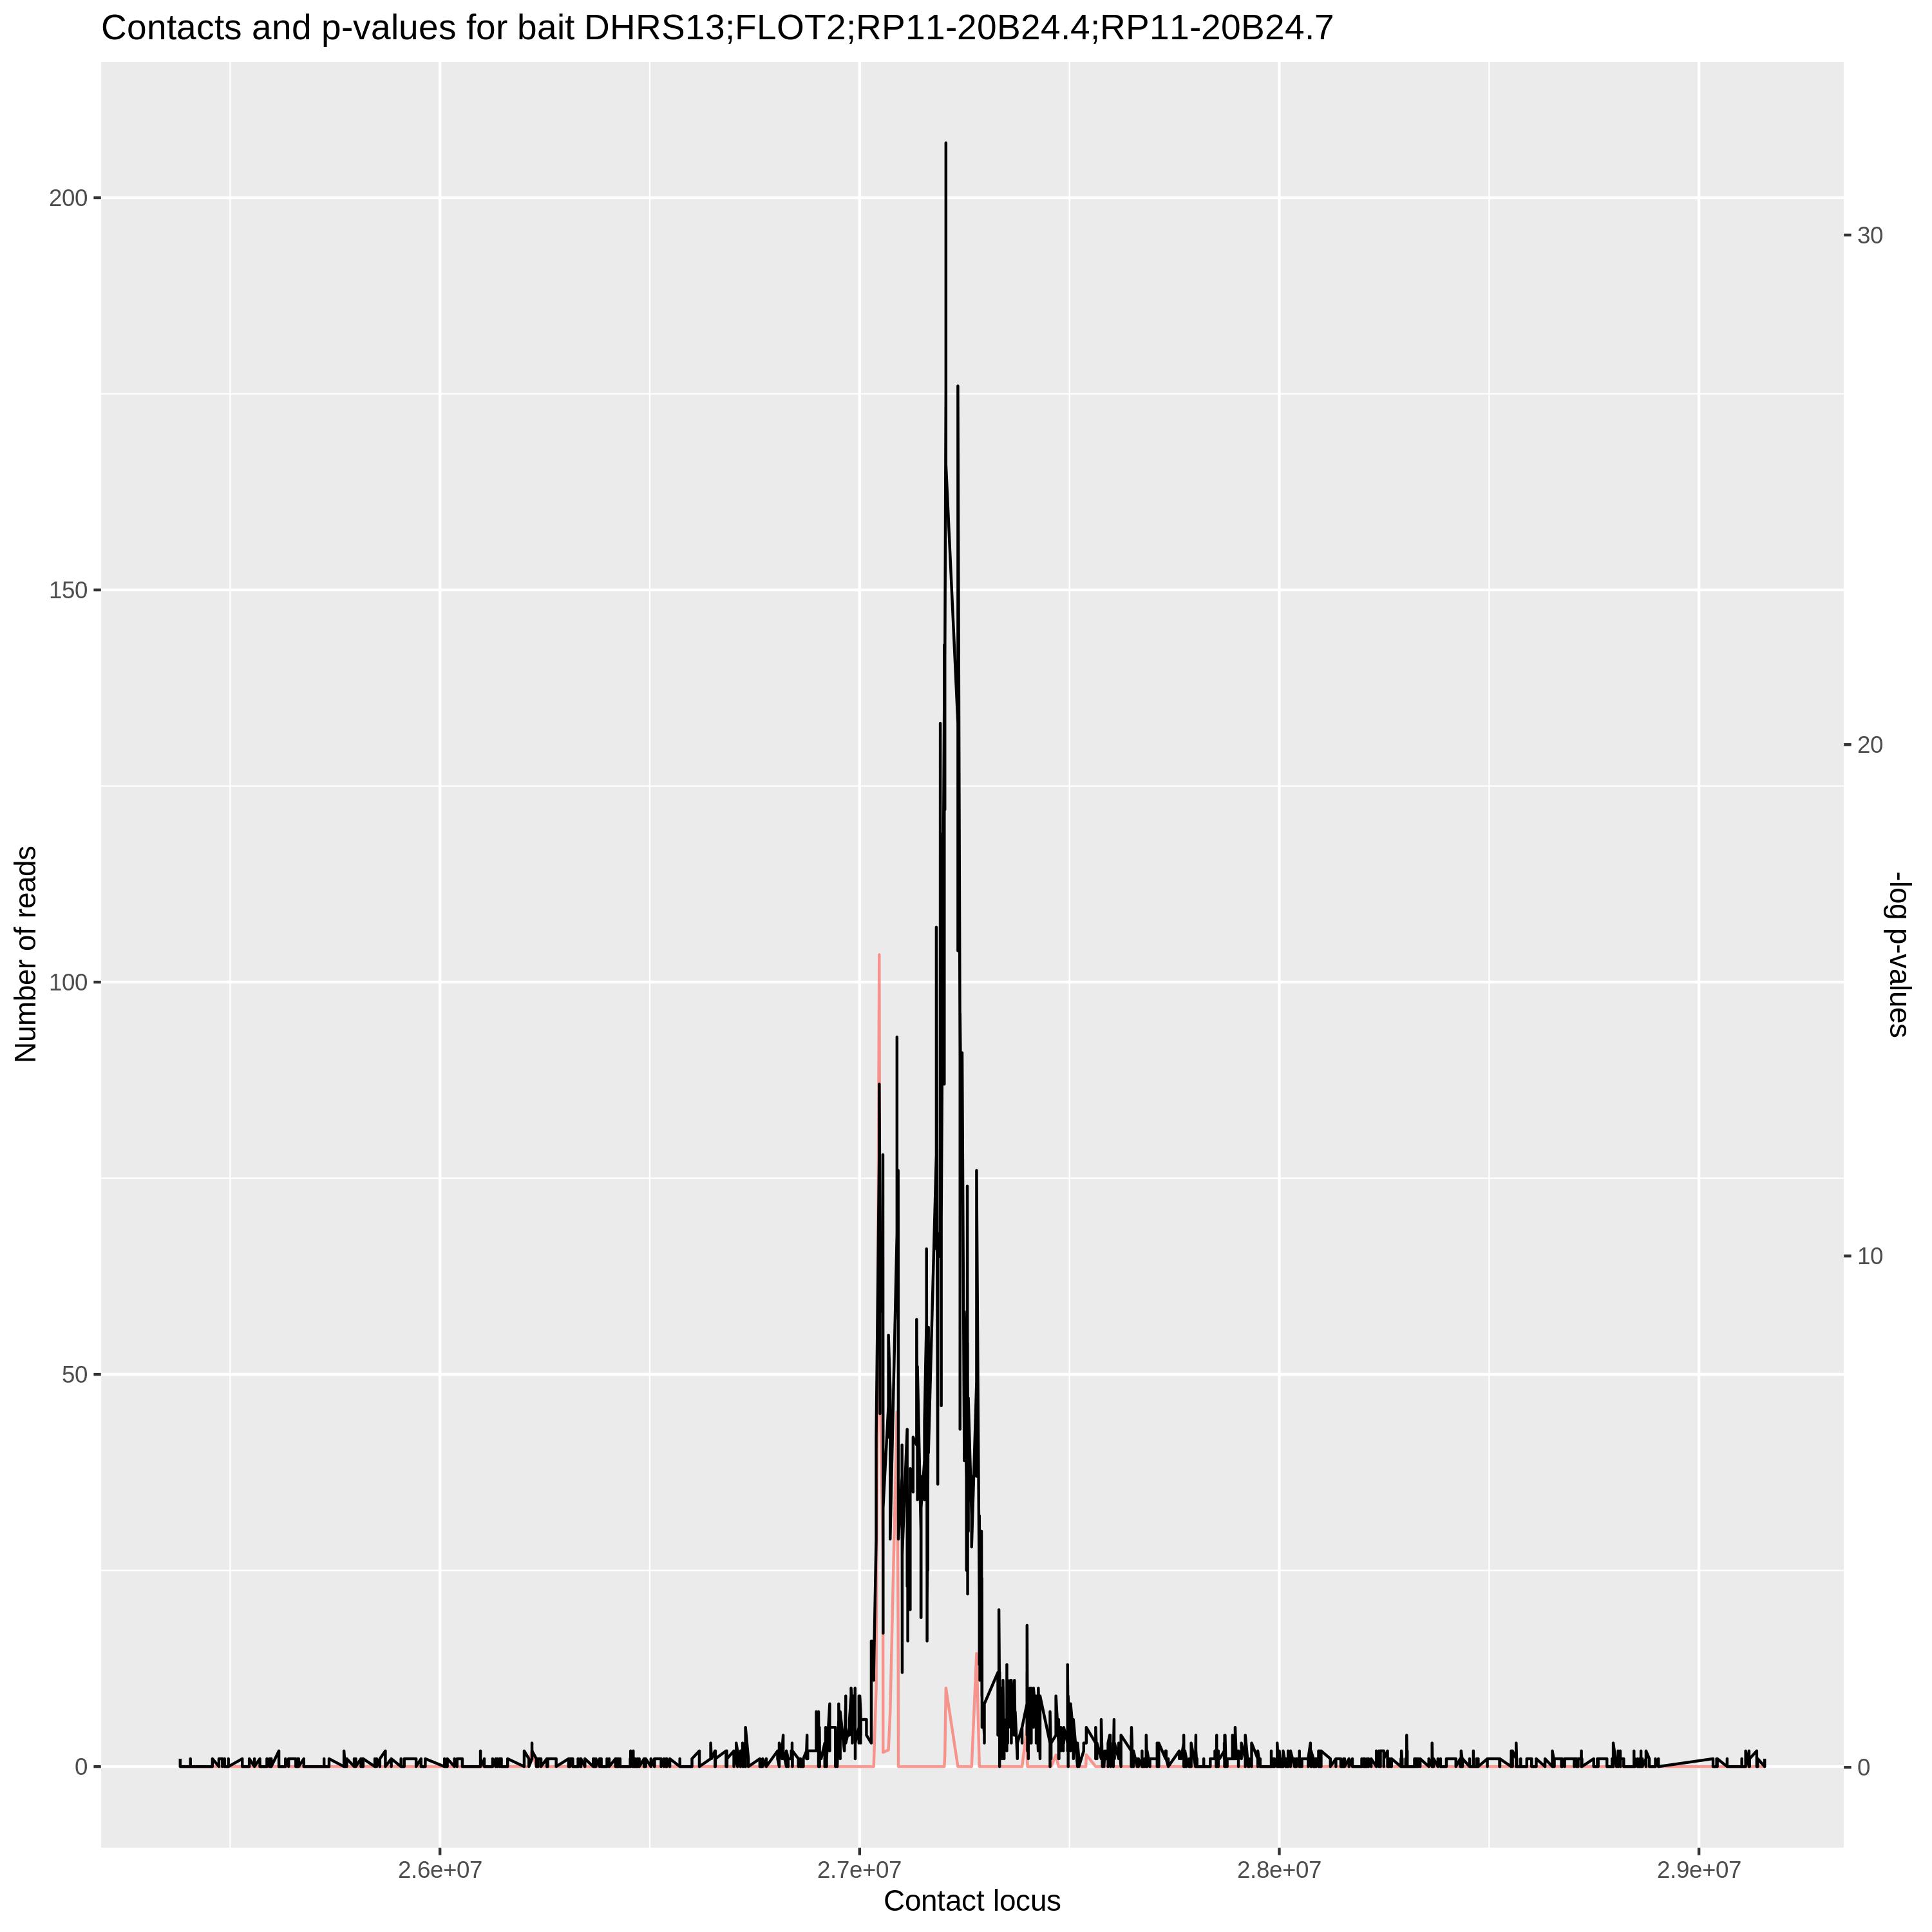 Contacts and p-values for bait DHRS13;FLOT2;RP11-20B24.4;RP11-20B24.7
200
150
100
50
0
Number of reads
30
20
10
0
-log p-values
2.6e+07
2.7e+07
2.8e+07
2.9e+07
Contact locus